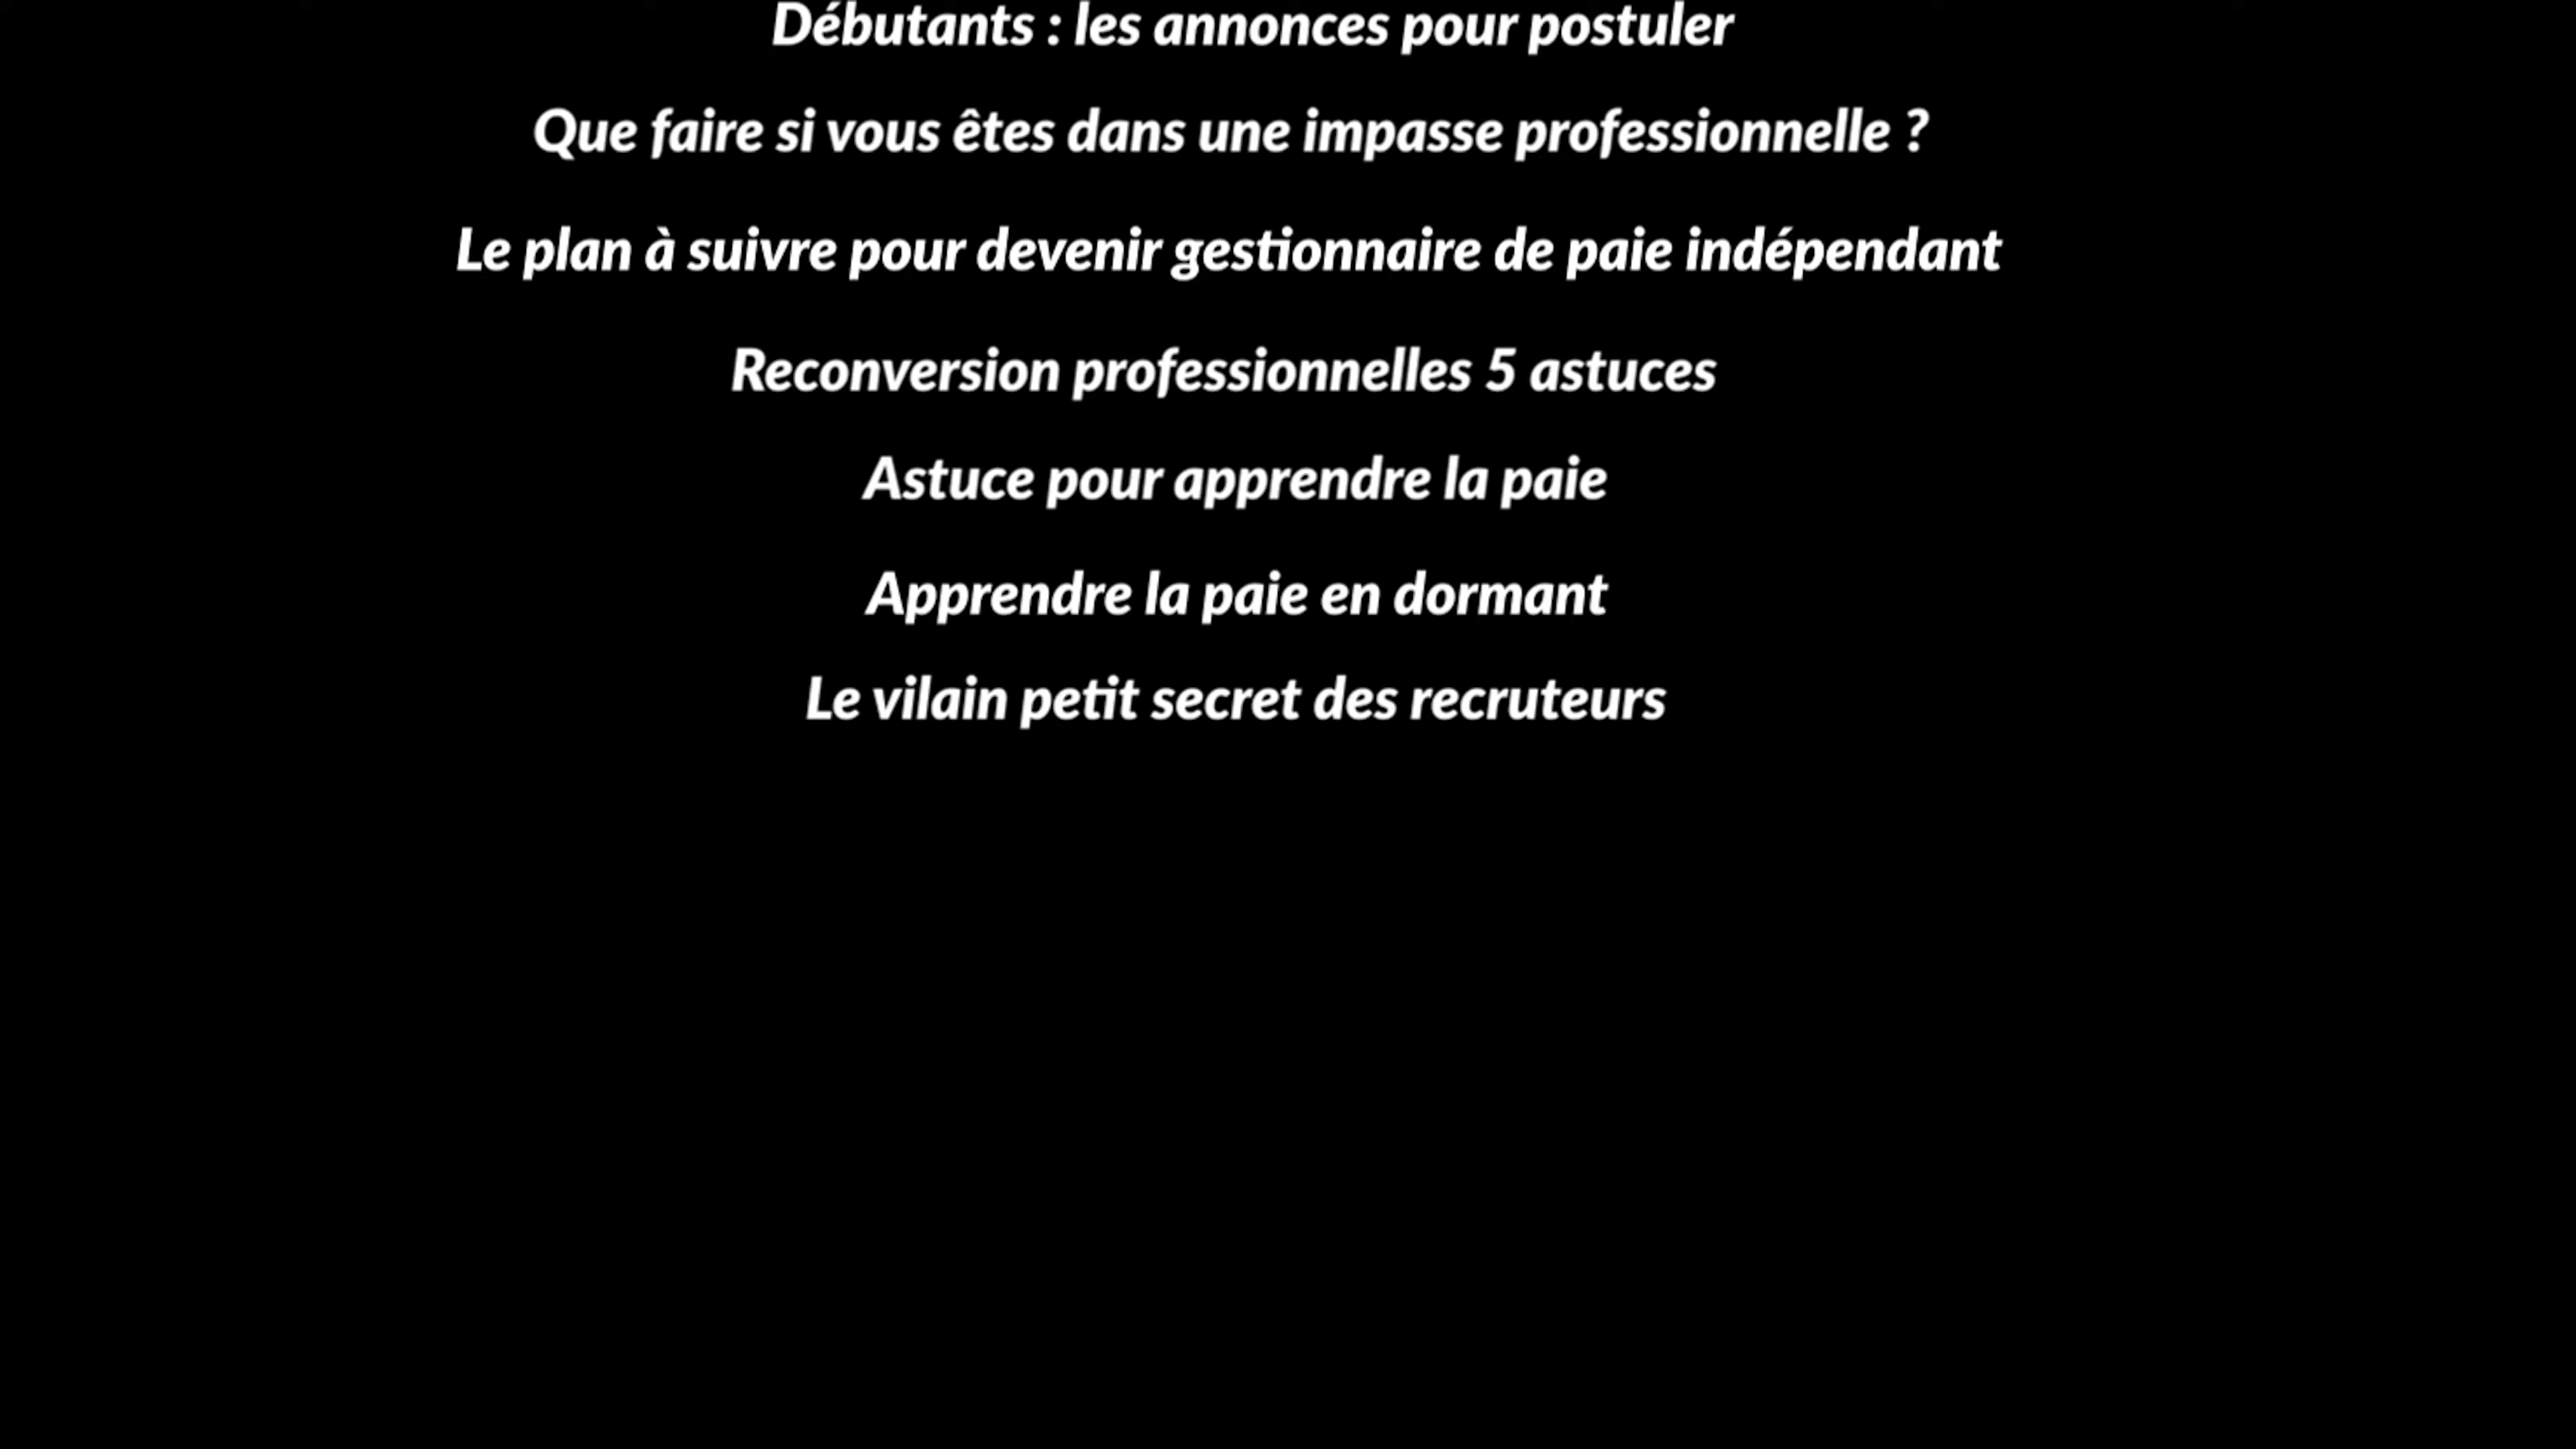 Débutants : les annonces pour postuler
Que faire si vous êtes dans une impasse professionnelle ?
Le plan à suivre pour devenir gestionnaire de paie indépendant
Reconversion professionnelles 5 astuces
Astuce pour apprendre la paie
Apprendre la paie en dormant
Le vilain petit secret des recruteurs